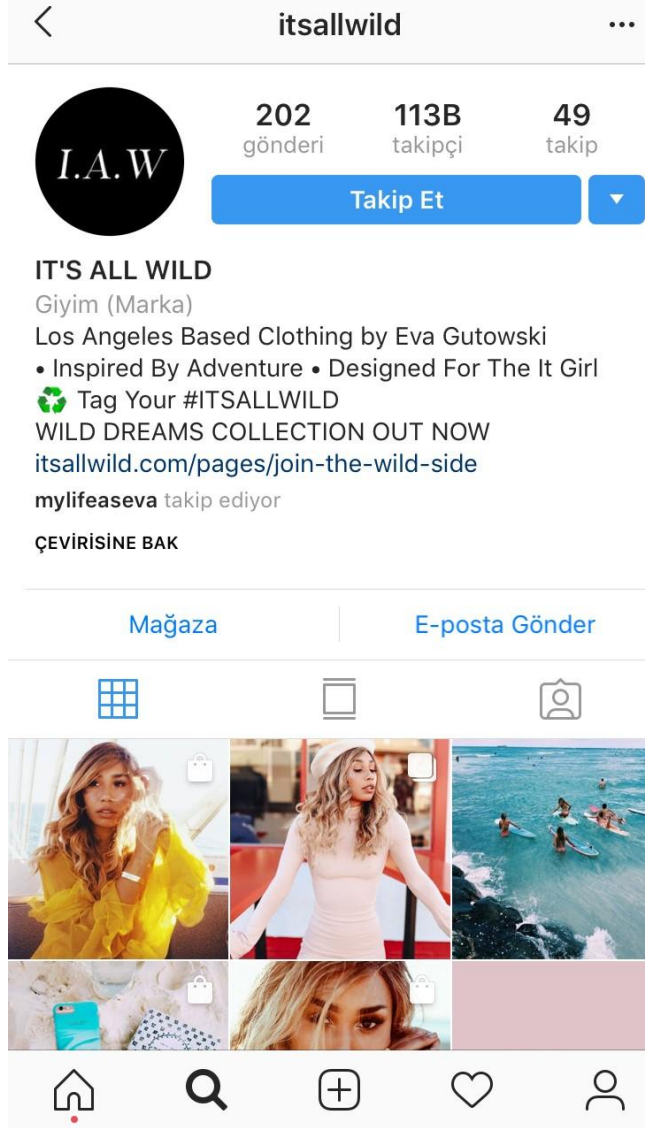 itsallwild
I.A.W
202 113B 49
gönderi takipçi takip
Takip Et
IT'S ALL WILD
Giyim (Marka)
Los Angeles Based Clothing by Eva Gutowski
• Inspired By Adventure • Designed For The It Girl
♻️ Tag Your #ITSALLWILD
WILD DREAMS COLLECTION OUT NOW
itsallwild.com/pages/join-the-wild-side
mylifeaseva takip ediyor
ÇEVİRİSİNE BAK
Mağaza E-posta Gönder